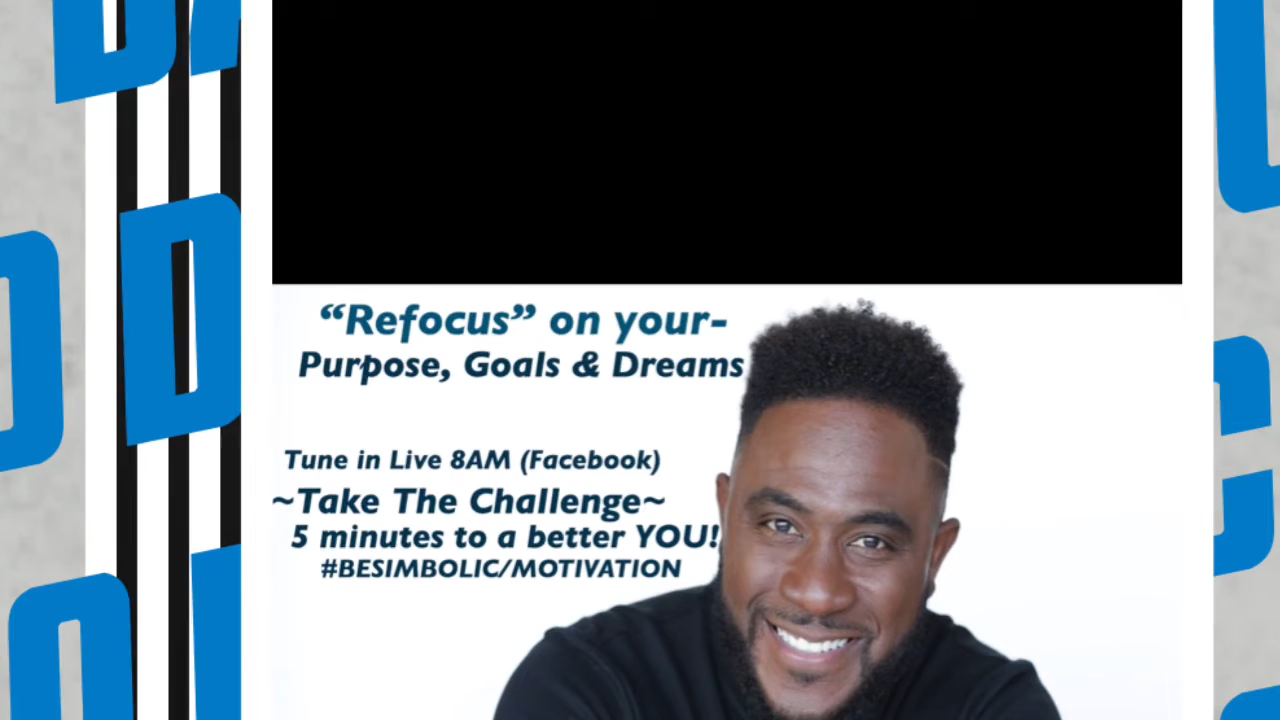 “Refocus” on your-
Purpose, Goals & Dreams
Tune in Live 8AM (Facebook)
~Take The Challenge~
5 minutes to a better YOU!
#BESIMBOLIC/MOTIVATION